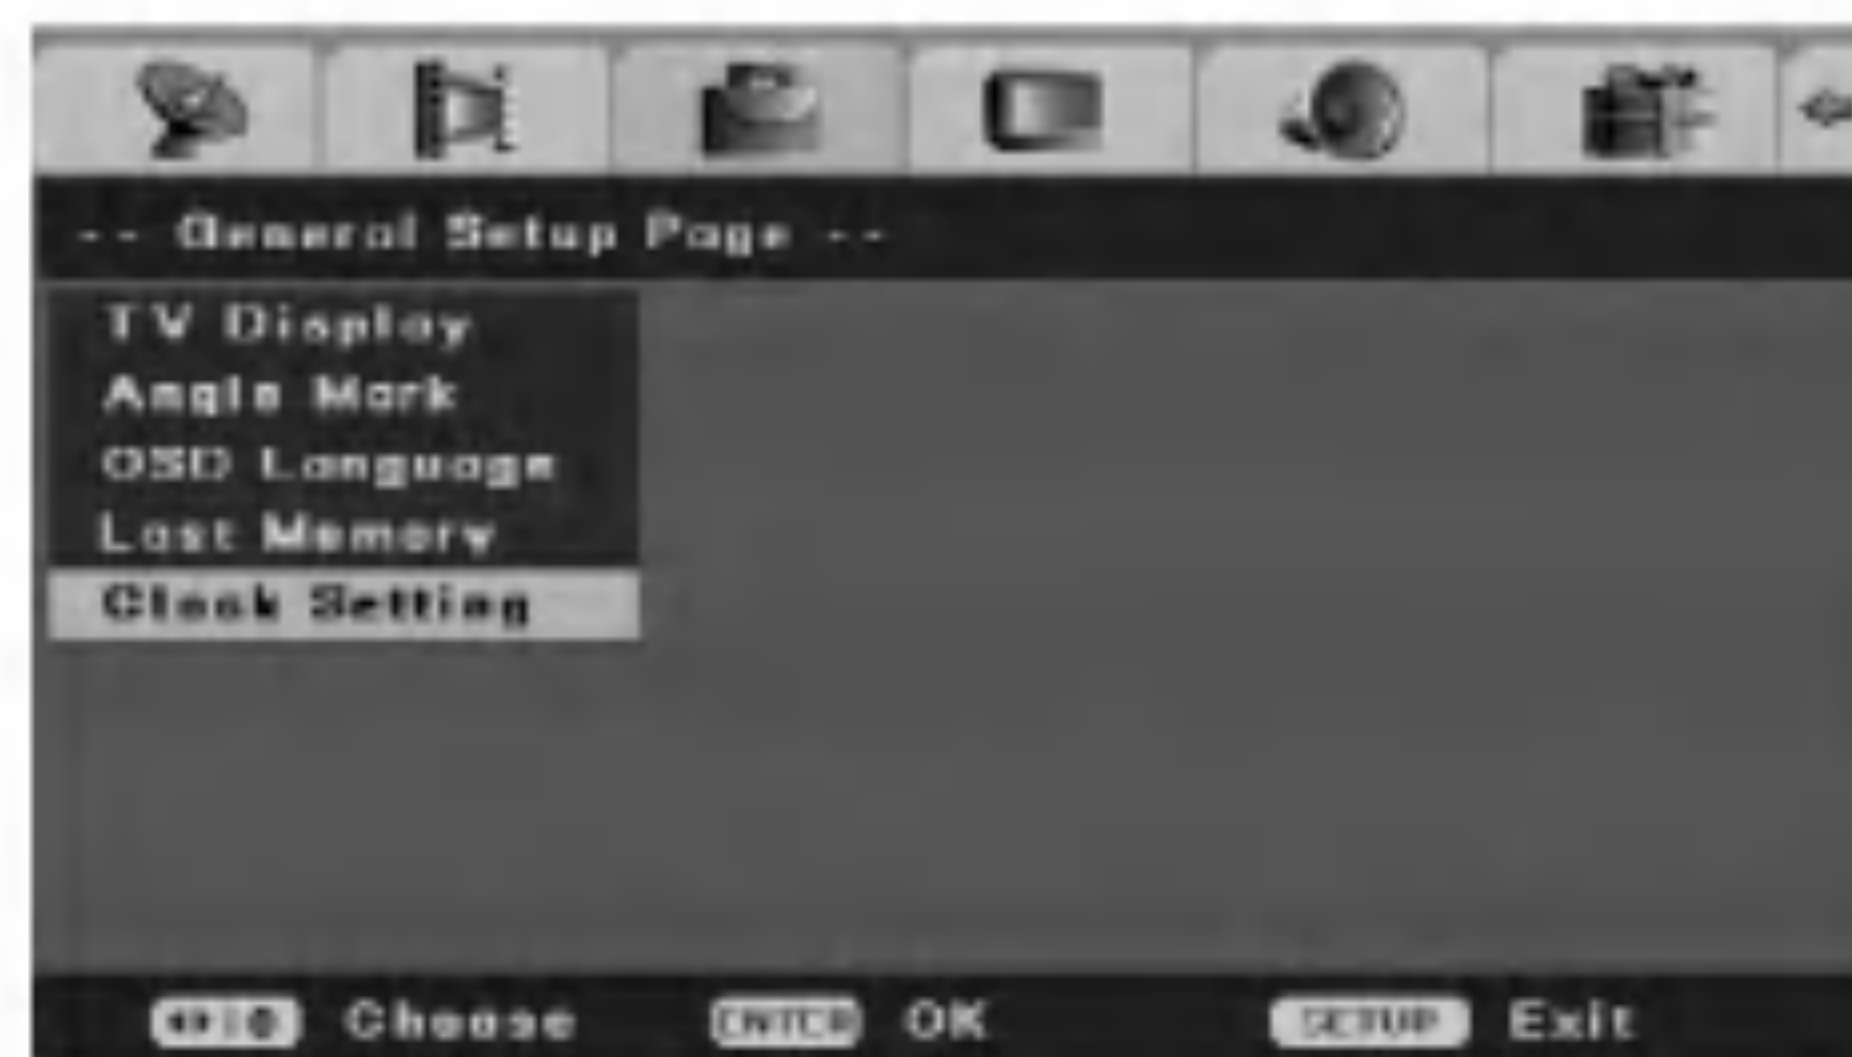 -- General Setup Page --
TV Display
Angle Mark
OSD Language
Last Memory
Clock Setting
Choose ENTER OK SETUP Exit